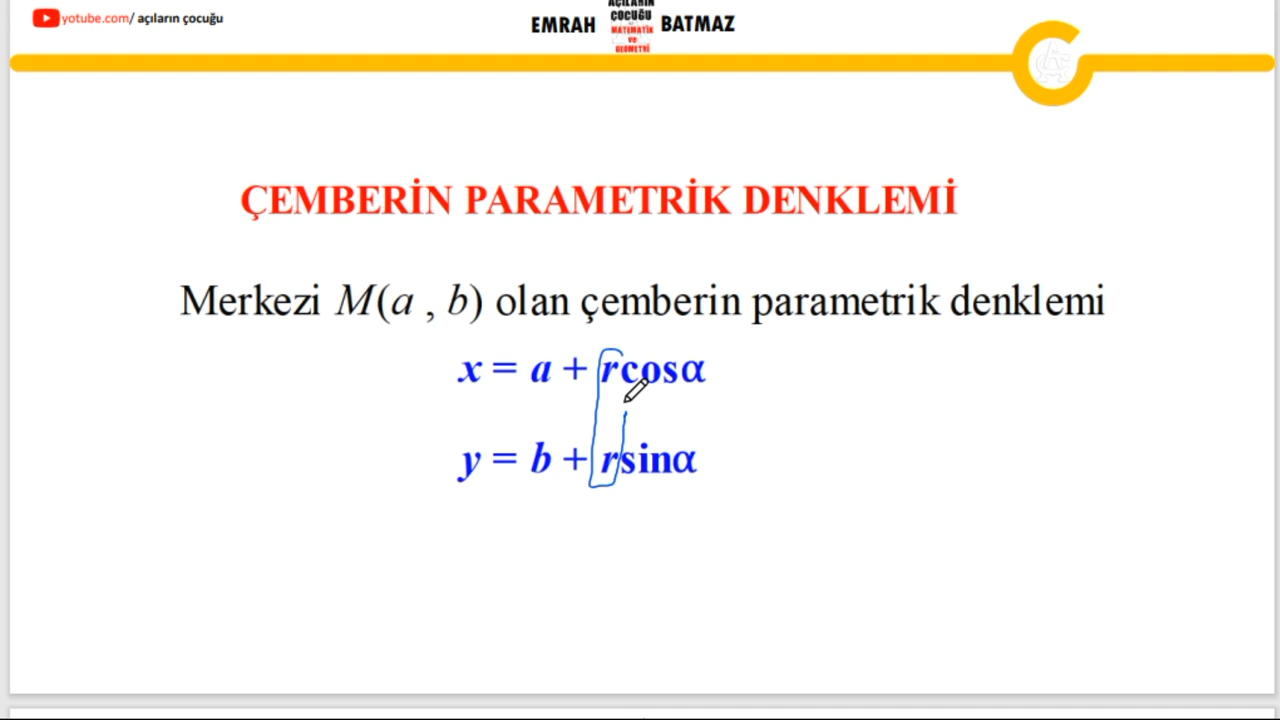 yotube.com/ açıların çocuğu
EMRAH
AÇILARIN
ÇOCUĞU
MATEMATİK
ve
GEOMETRİ
BATMAZ
ÇEMBERİN PARAMETRİK DENKLEMİ
Merkezi M(a , b) olan çemberin parametrik denklemi
x = a + rcosα
y = b + rsinα